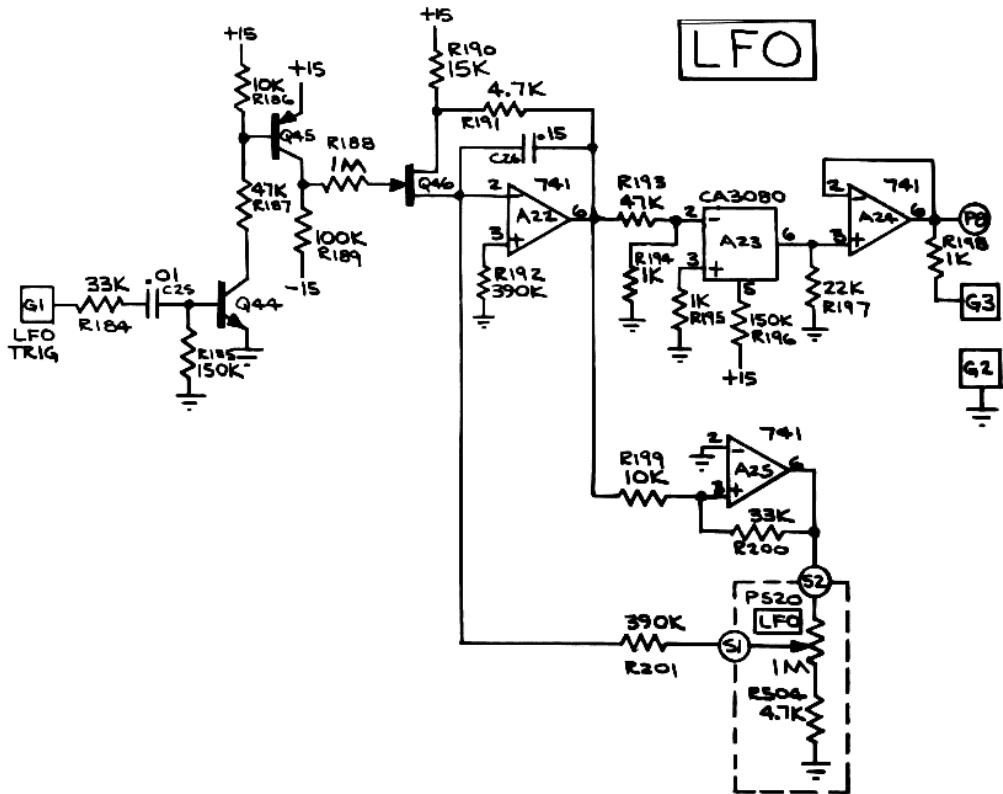 LFO
+15
10K
R186
+15
Q45
47K
R187
R188
1M
100K
R189
-15
G1
LFO
TRIG
33K
R184
.01
C25
Q44
R185
150K
+15
R190
15K
4.7K
R191
.15
C26
Q46
2
741
A22
6
3
+
R192
390K
R193
47K
R194
1K
CA3080
2
-
A23
6
3
+
5
1K
R195
150K
R196
+15
22K
R197
741
2
-
A24
6
3
+
P8
R198
1K
G3
G2
R199
10K
741
2
-
A25
6
3
+
33K
R200
S2
PS20
LFO
1M
390K
R201
S1
R504
4.7K